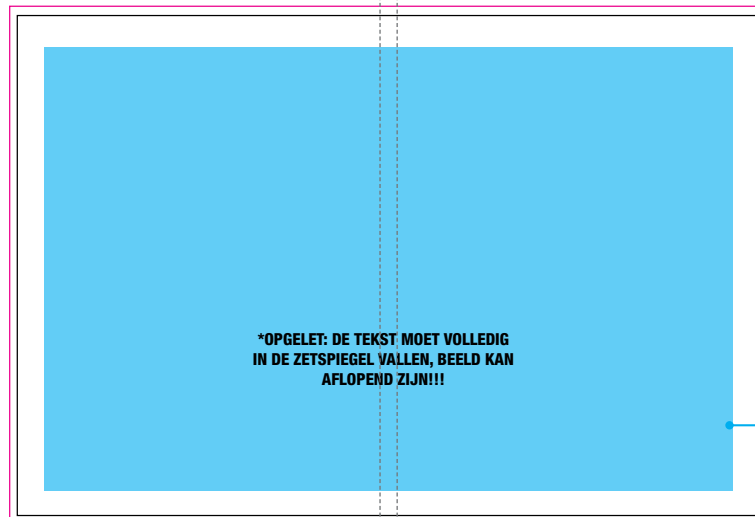 *OPGELET: DE TEKST MOET VOLLEDIG
IN DE ZETSPIEGEL VALLEN, BEELD KAN
AFLOPEND ZIJN!!!